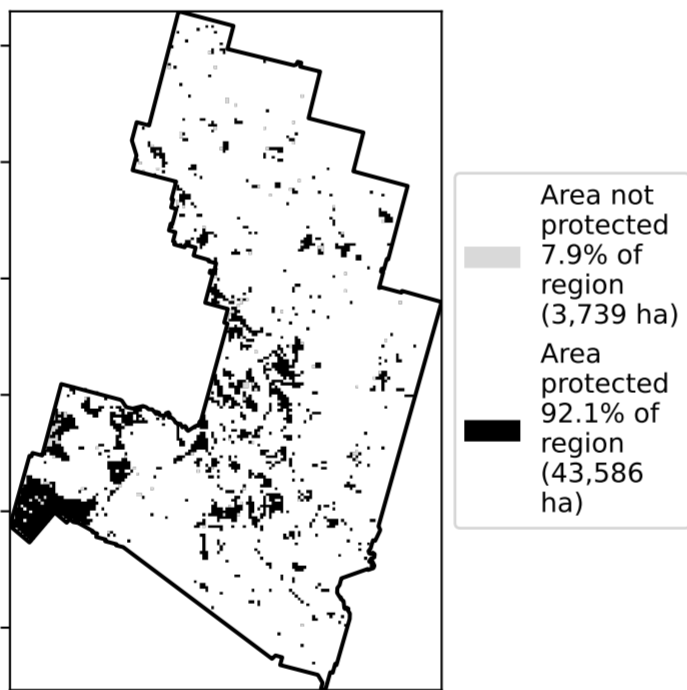 Area not
protected
7.9% of
region
(3,739 ha)
Area
protected
92.1% of
region
(43,586
ha)